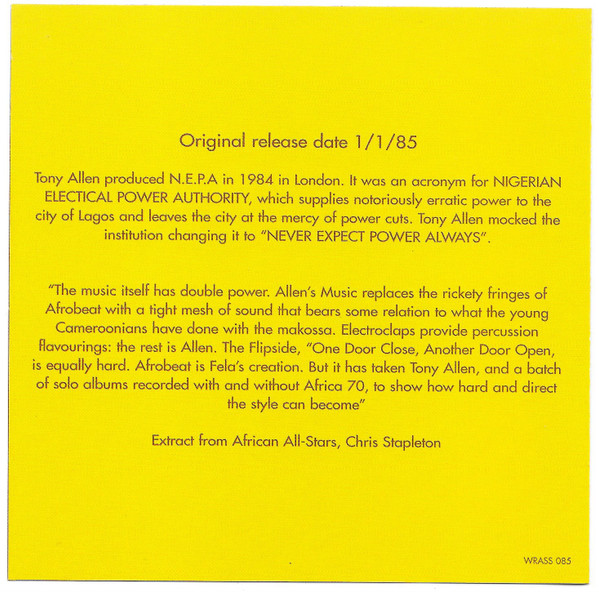 Original release date 1/1/85
Tony Allen produced N.E.P.A in 1984 in London. It was an acronym for NIGERIAN
ELECTICAL POWER AUTHORITY, which supplies notoriously erratic power to the
city of Lagos and leaves the city at the mercy of power cuts. Tony Allen mocked the
institution changing it to “NEVER EXPECT POWER ALWAYS”.
“The music itself has double power. Allen’s Music replaces the rickety fringes of
Afrobeat with a tight mesh of sound that bears some relation to what the young
Cameroonians have done with the makossa. Electroclaps provide percussion
flavourings: the rest is Allen. The Flipside, “One Door Close, Another Door Open,
is equally hard. Afrobeat is Fela’s creation. But it has taken Tony Allen, and a batch
of solo albums recorded with and without Africa 70, to show how hard and direct
the style can become”
Extract from African All-Stars, Chris Stapleton
WRASS 085